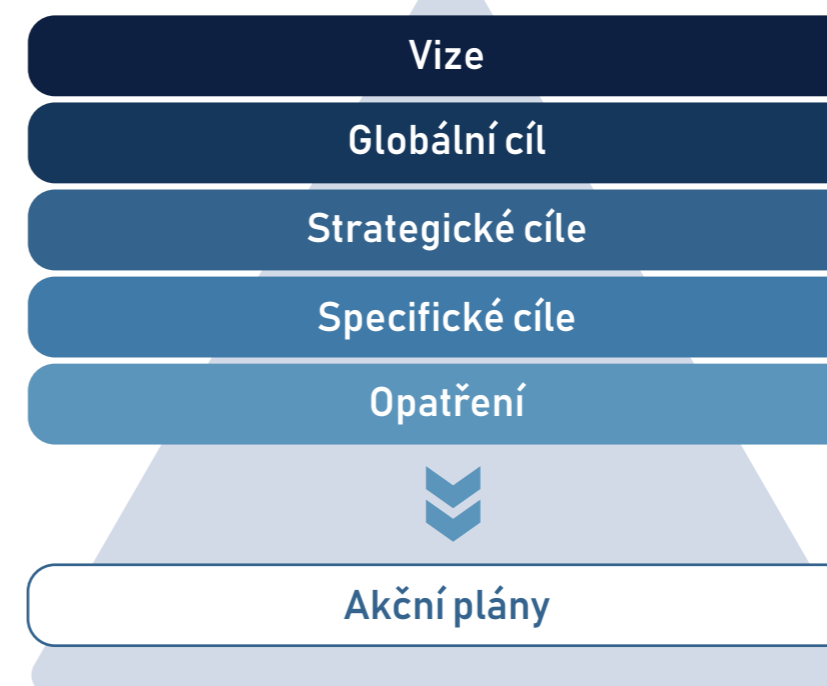 Vize
Globální cíl
Strategické cíle
Specifické cíle
Opatření
Akční plány